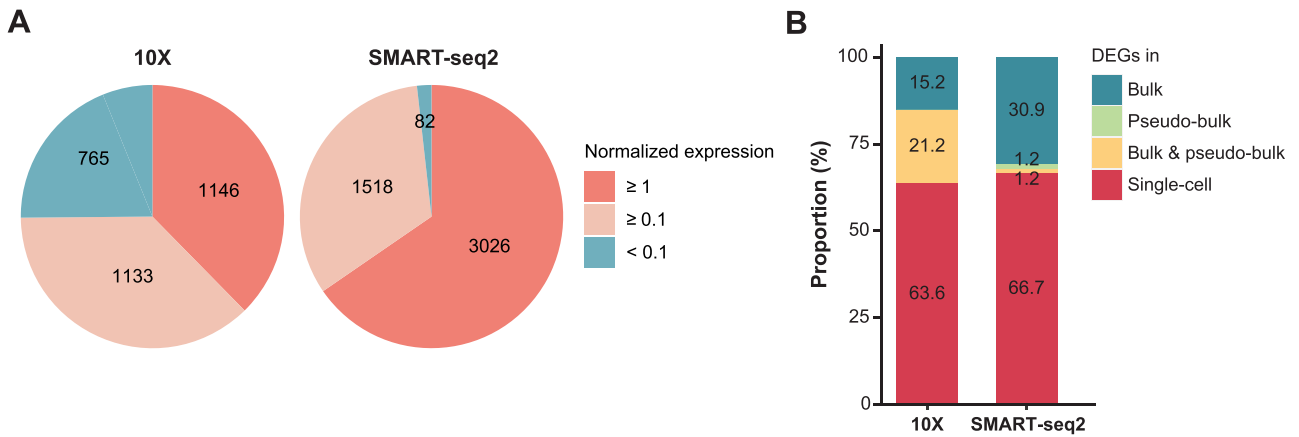 A
10X
1146
1133
765
SMART-seq2
82
1518
3026
Normalized expression
≥ 1
≥ 0.1
< 0.1
B
Proportion (%)
100
75
50
25
0
15.2
21.2
63.6
30.9
1.2
1.2
66.7
10X
SMART-seq2
DEGs in
Bulk
Pseudo-bulk
Bulk & pseudo-bulk
Single-cell